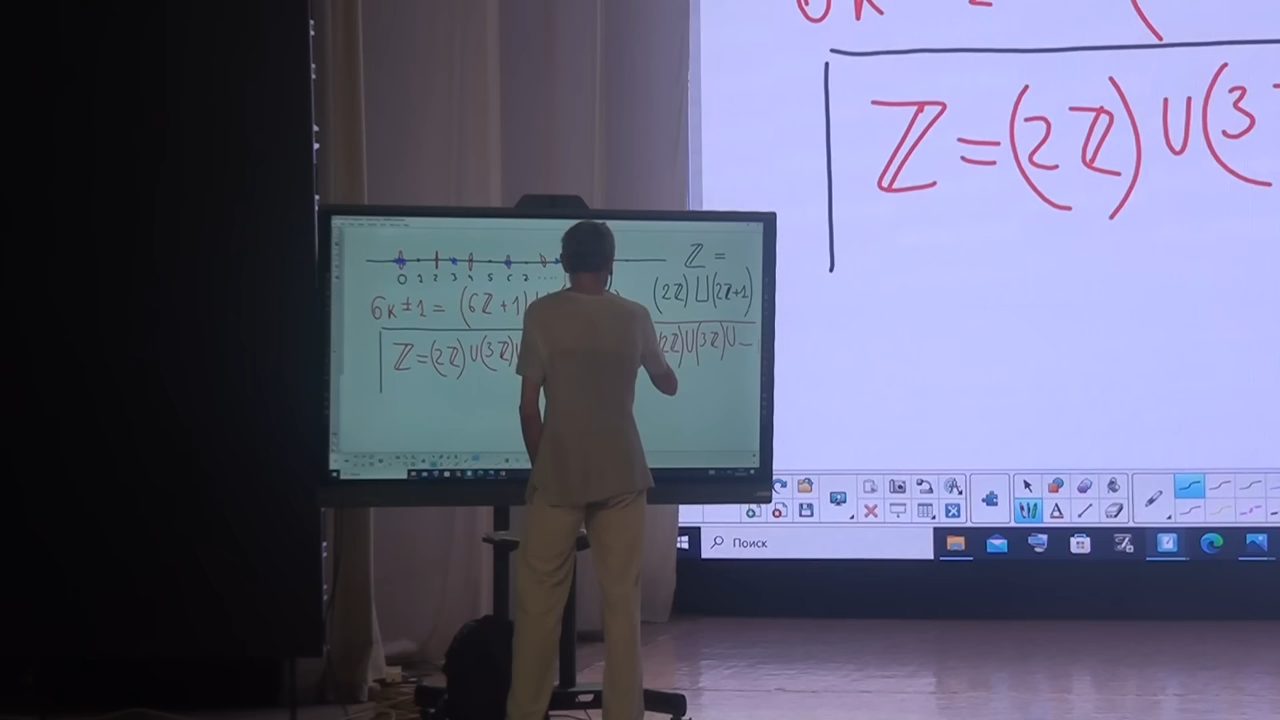 0 1 2 3 4 5 6 7 .....
6k ± 1 = (6ℤ + 1)
ℤ = (2ℤ) ∪ (3ℤ)
ℤ =
(2ℤ) ⊔ (2ℤ+1)
2ℤ) ∪ (3ℤ) ∪ —
ℤ = (2ℤ) ∪ (3
Поиск